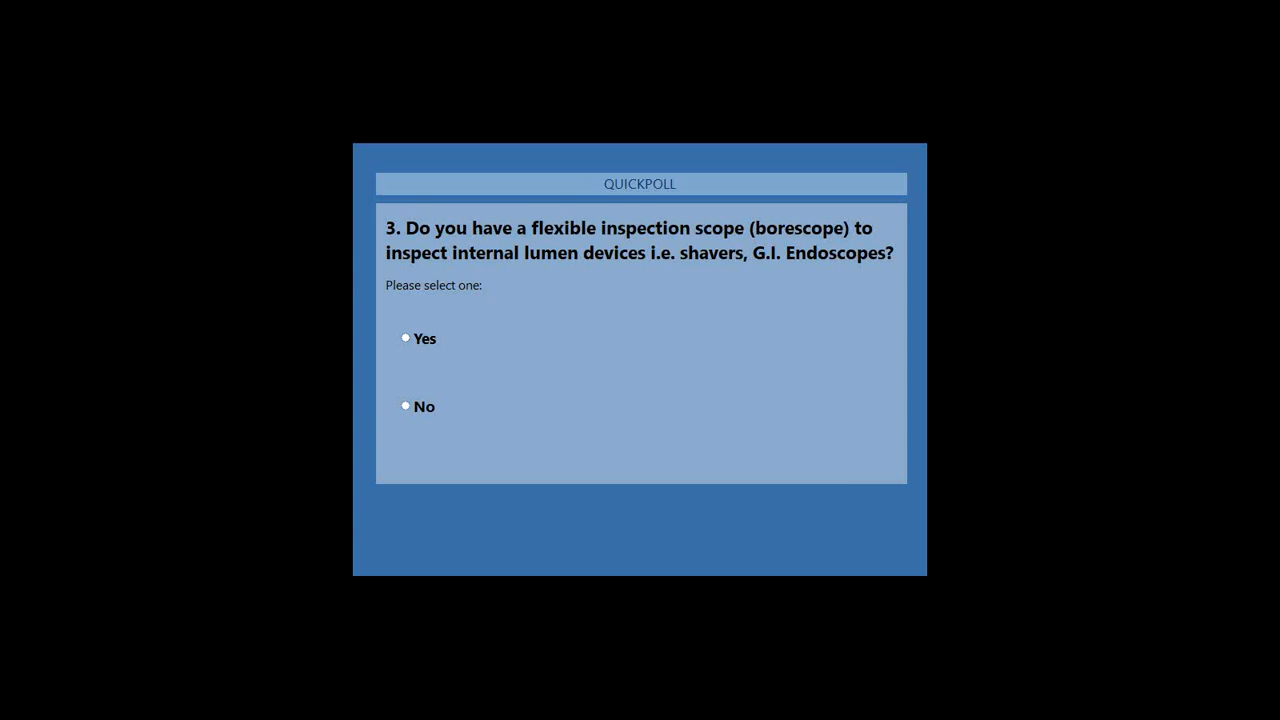 QUICKPOLL
3. Do you have a flexible inspection scope (borescope) to
inspect internal lumen devices i.e. shavers, G.I. Endoscopes?
Please select one:
Yes
No